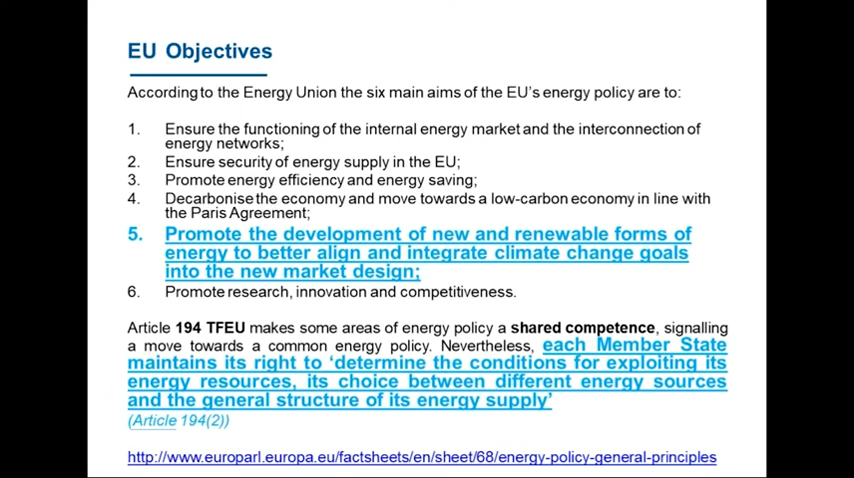 EU Objectives
According to the Energy Union the six main aims of the EU's energy policy are to:
1. Ensure the functioning of the internal energy market and the interconnection of
energy networks;
2. Ensure security of energy supply in the EU;
3. Promote energy efficiency and energy saving;
4. Decarbonise the economy and move towards a low-carbon economy in line with
the Paris Agreement;
5. Promote the development of new and renewable forms of
energy to better align and integrate climate change goals
into the new market design;
6. Promote research, innovation and competitiveness.
Article 194 TFEU makes some areas of energy policy a shared competence, signalling
a move towards a common energy policy. Nevertheless, each Member State
maintains its right to ‘determine the conditions for exploiting its
energy resources, its choice between different energy sources
and the general structure of its energy supply’
(Article 194(2))
http://www.europarl.europa.eu/factsheets/en/sheet/68/energy-policy-general-principles